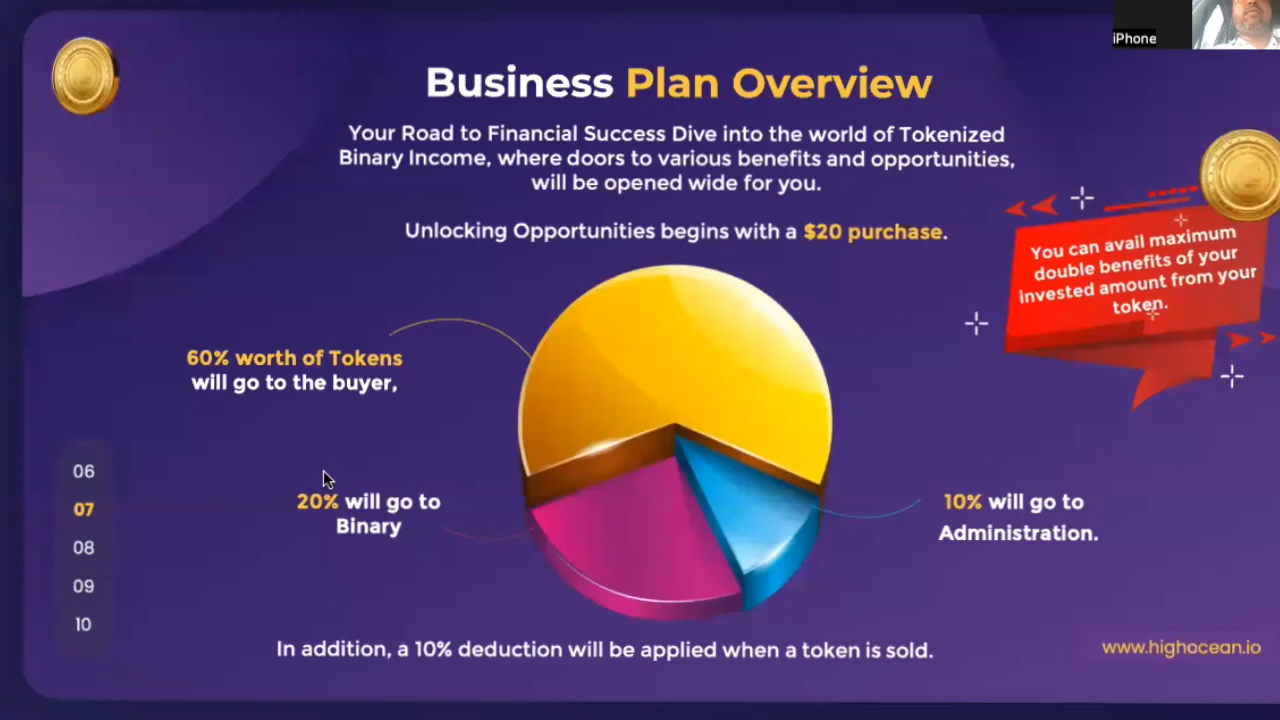 iPhone
Business Plan Overview
Your Road to Financial Success Dive into the world of Tokenized
Binary Income, where doors to various benefits and opportunities,
will be opened wide for you.
Unlocking Opportunities begins with a $20 purchase.
You can avail maximum
double benefits of your
Invested amount from your
token.
60% worth of Tokens
will go to the buyer,
20% will go to
Binary
10% will go to
Administration.
06
07
08
09
10
In addition, a 10% deduction will be applied when a token is sold.
www.highocean.io